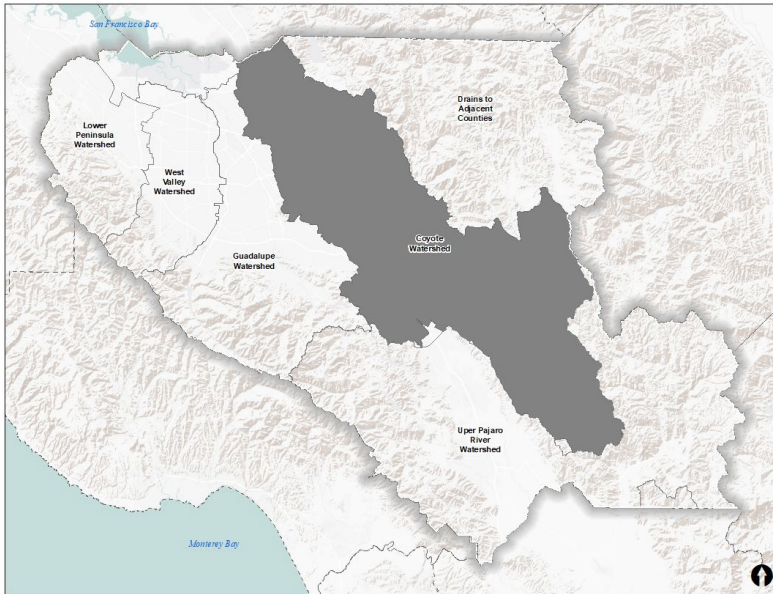 San Francisco Bay
Drains to
Adjacent
Counties
Lower
Peninsula
Watershed
West
Valley
Watershed
Coyote
Watershed
Guadalupe
Watershed
Uper Pajaro
River
Watershed
Monterey Bay